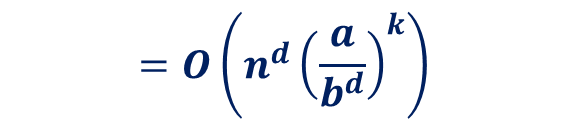 = O(n^d (a/b^d)^k)